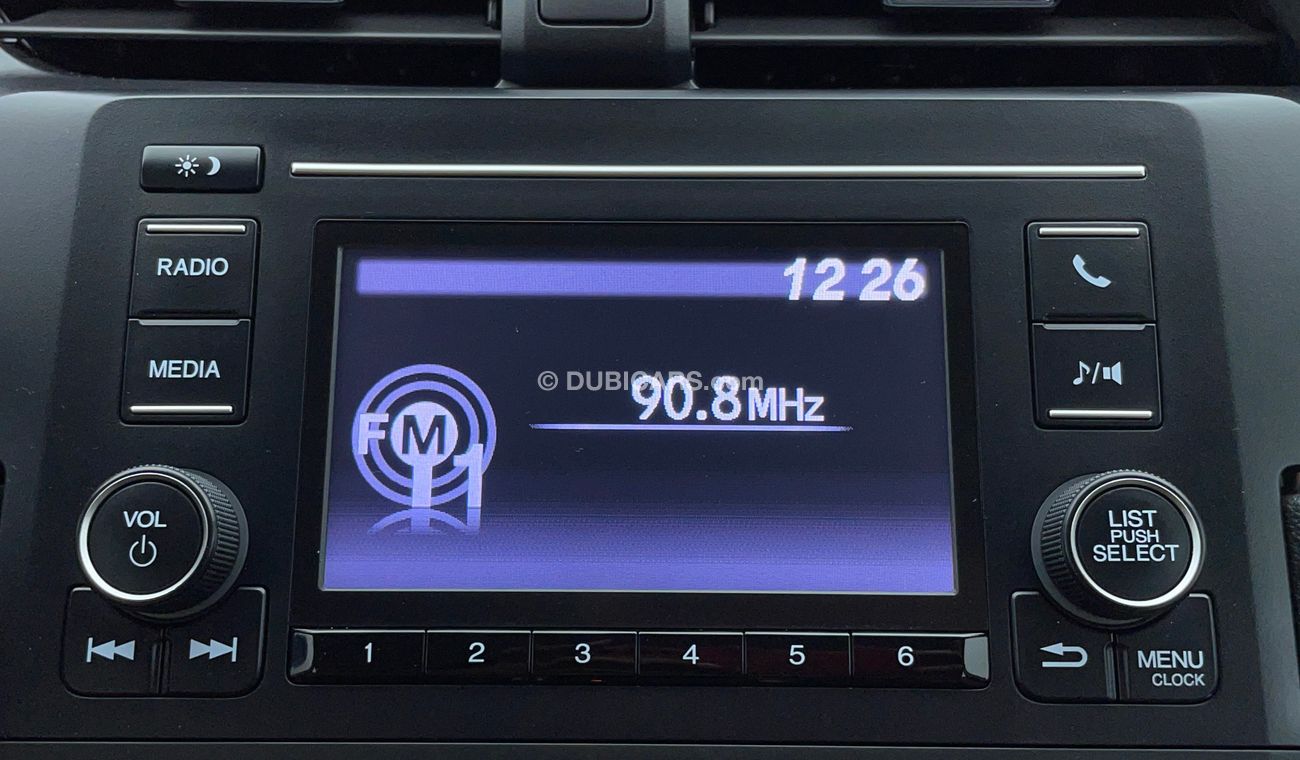 12 26
RADIO
MEDIA
© DUBICARS.com
90.8MHz
FM
1
VOL
LIST
PUSH
SELECT
1 2 3 4 5 6
MENU
CLOCK